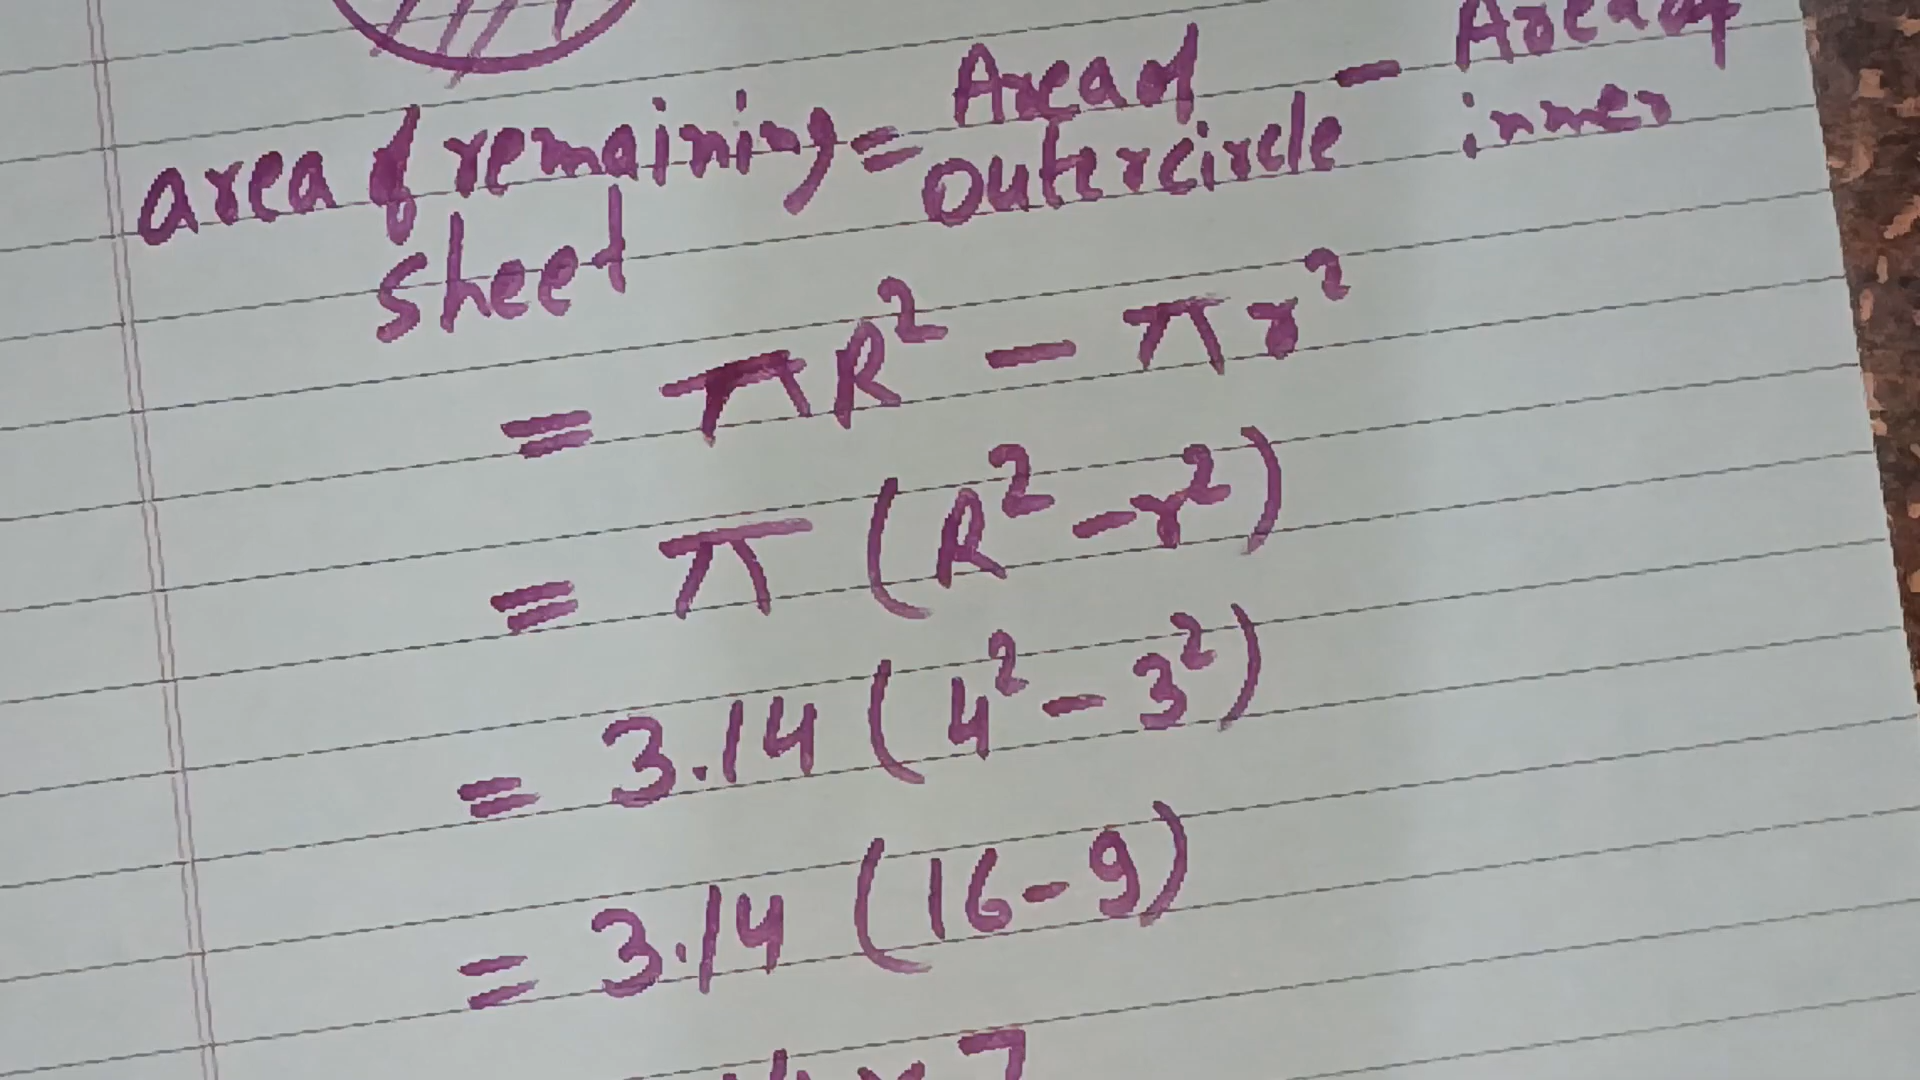 area of remaining = Area of - Area of
sheet outercircle inner
= πR² - πr²
= π (R² - r²)
= 3.14 (4² - 3²)
= 3.14 (16 - 9)
× 7